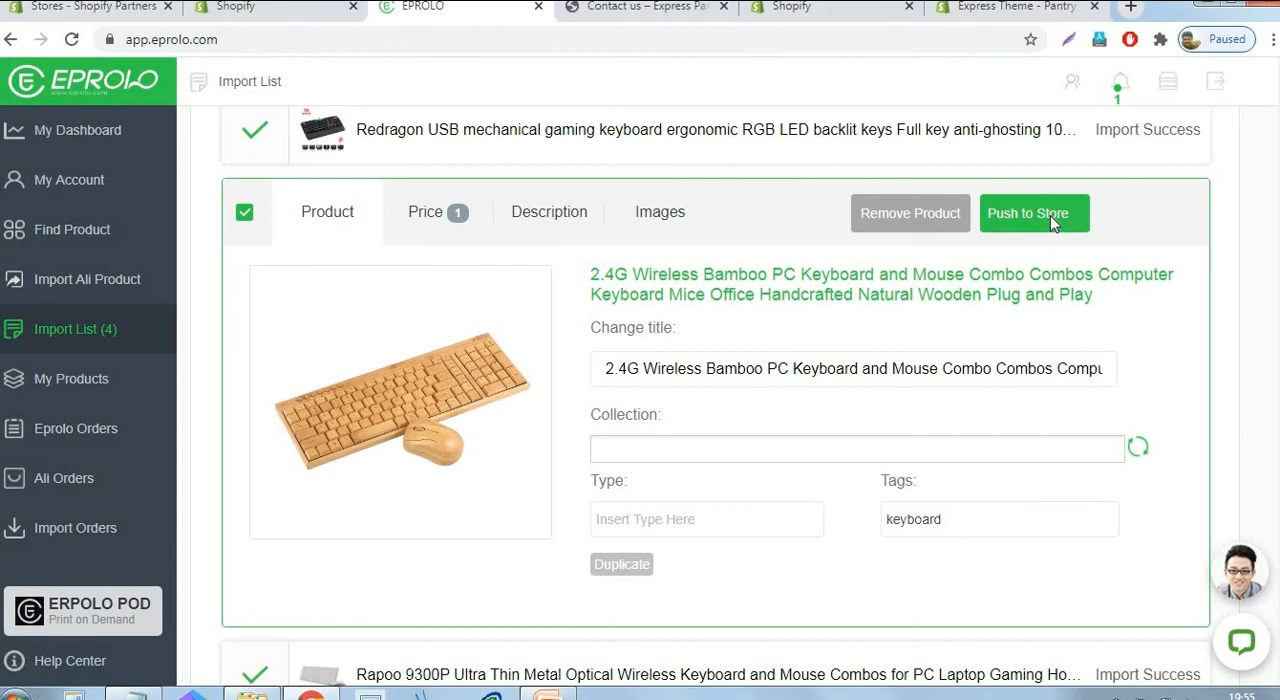 Stores - Shopify Partners
Shopify
EPROLO
Contact us – Express Par
Shopify
Express Theme - Pantry
app.eprolo.com
Paused
EPROLO
www.eprolo.com
Import List
1
My Dashboard
My Account
Find Product
Import Ali Product
Import List (4)
My Products
Eprolo Orders
Ali Orders
Import Orders
ERPOLO POD
Print on Demand
Help Center
Redragon USB mechanical gaming keyboard ergonomic RGB LED backlit keys Full key anti-ghosting 10...
Import Success
Product
Price 1
Description
Images
Remove Product
Push to Store
2.4G Wireless Bamboo PC Keyboard and Mouse Combo Combos Computer
Keyboard Mice Office Handcrafted Natural Wooden Plug and Play
Change title:
2.4G Wireless Bamboo PC Keyboard and Mouse Combo Combos Compu
Collection:
Type:
Tags:
Insert Type Here
keyboard
Duplicate
Rapoo 9300P Ultra Thin Metal Optical Wireless Keyboard and Mouse Combos for PC Laptop Gaming Ho...
Import Success
19:55